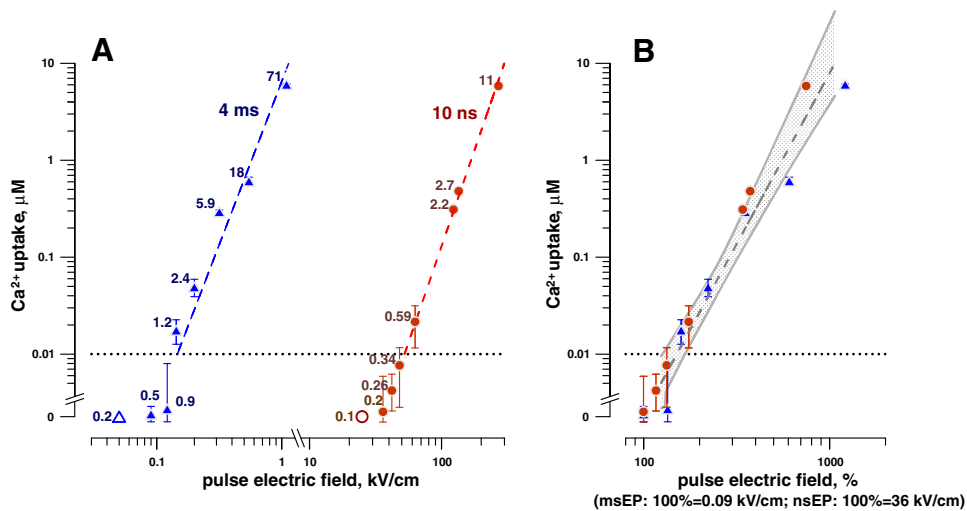 A
B
Ca2+ uptake, µM
10
1
0.1
0.01
0
71
18
5.9
2.4
1.2
0.9
0.5
0.2
4 ms
10 ns
11
2.7
2.2
0.59
0.34
0.26
0.2
0.1
0.1 1 10 100
pulse electric field, kV/cm
Ca2+ uptake, µM
10
1
0.1
0.01
0
100 1000
pulse electric field, %
(msEP: 100%=0.09 kV/cm; nsEP: 100%=36 kV/cm)